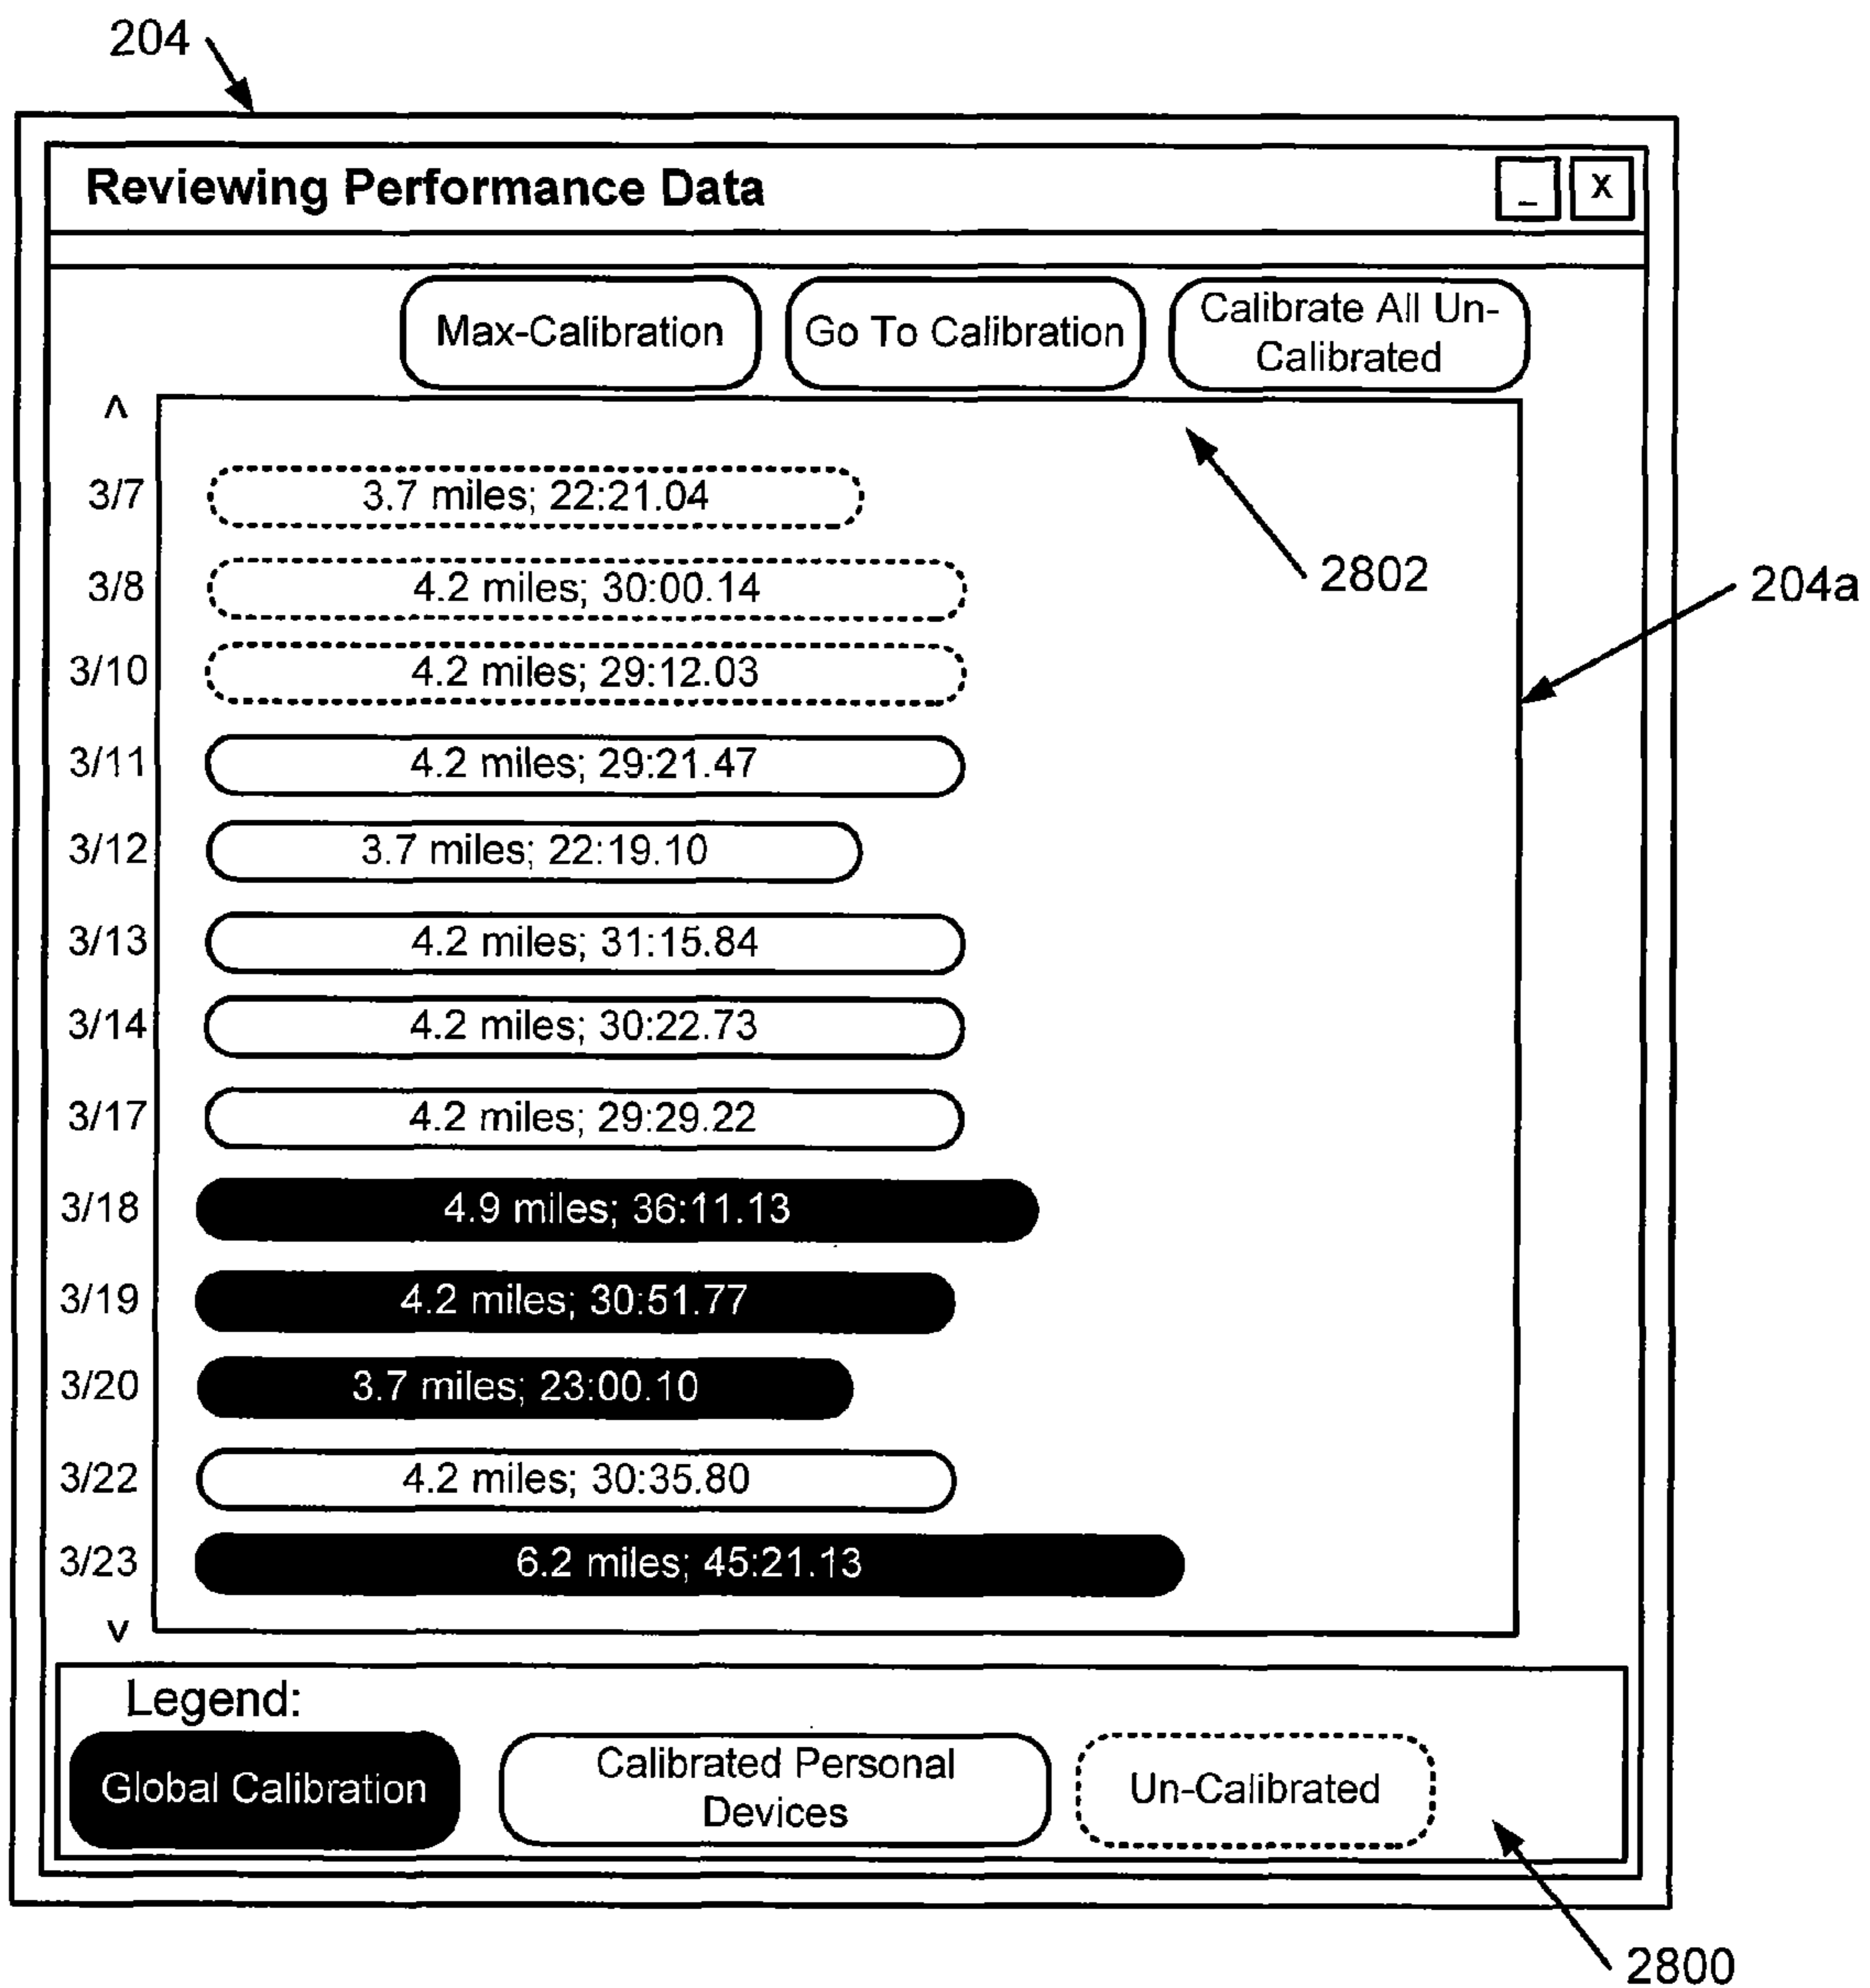 204
Reviewing Performance Data
_ X
Max-Calibration
Go To Calibration
Calibrate All Un-
Calibrated
^
3/7 3.7 miles; 22:21.04
2802
204a
3/8 4.2 miles; 30:00.14
3/10 4.2 miles; 29:12.03
3/11 4.2 miles; 29:21.47
3/12 3.7 miles; 22:19.10
3/13 4.2 miles; 31:15.84
3/14 4.2 miles; 30:22.73
3/17 4.2 miles; 29:29.22
3/18 4.9 miles; 36:11.13
3/19 4.2 miles; 30:51.77
3/20 3.7 miles; 23:00.10
3/22 4.2 miles; 30:35.80
3/23 6.2 miles; 45:21.13
v
Legend:
Global Calibration
Calibrated Personal
Devices
Un-Calibrated
2800